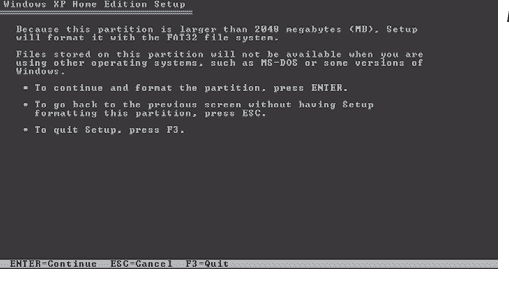 Windows XP Home Edition Setup
Because this partition is larger than 2048 megabytes (MB), Setup
will format it with the FAT32 file system.
Files stored on this partition will not be available when you are
using other operating systems, such as MS-DOS or some versions of
Windows.
• To continue and format the partition, press ENTER.
• To go back to the previous screen without having Setup
formatting this partition, press ESC.
• To quit Setup, press F3.
ENTER=Continue ESC=Cancel F3=Quit